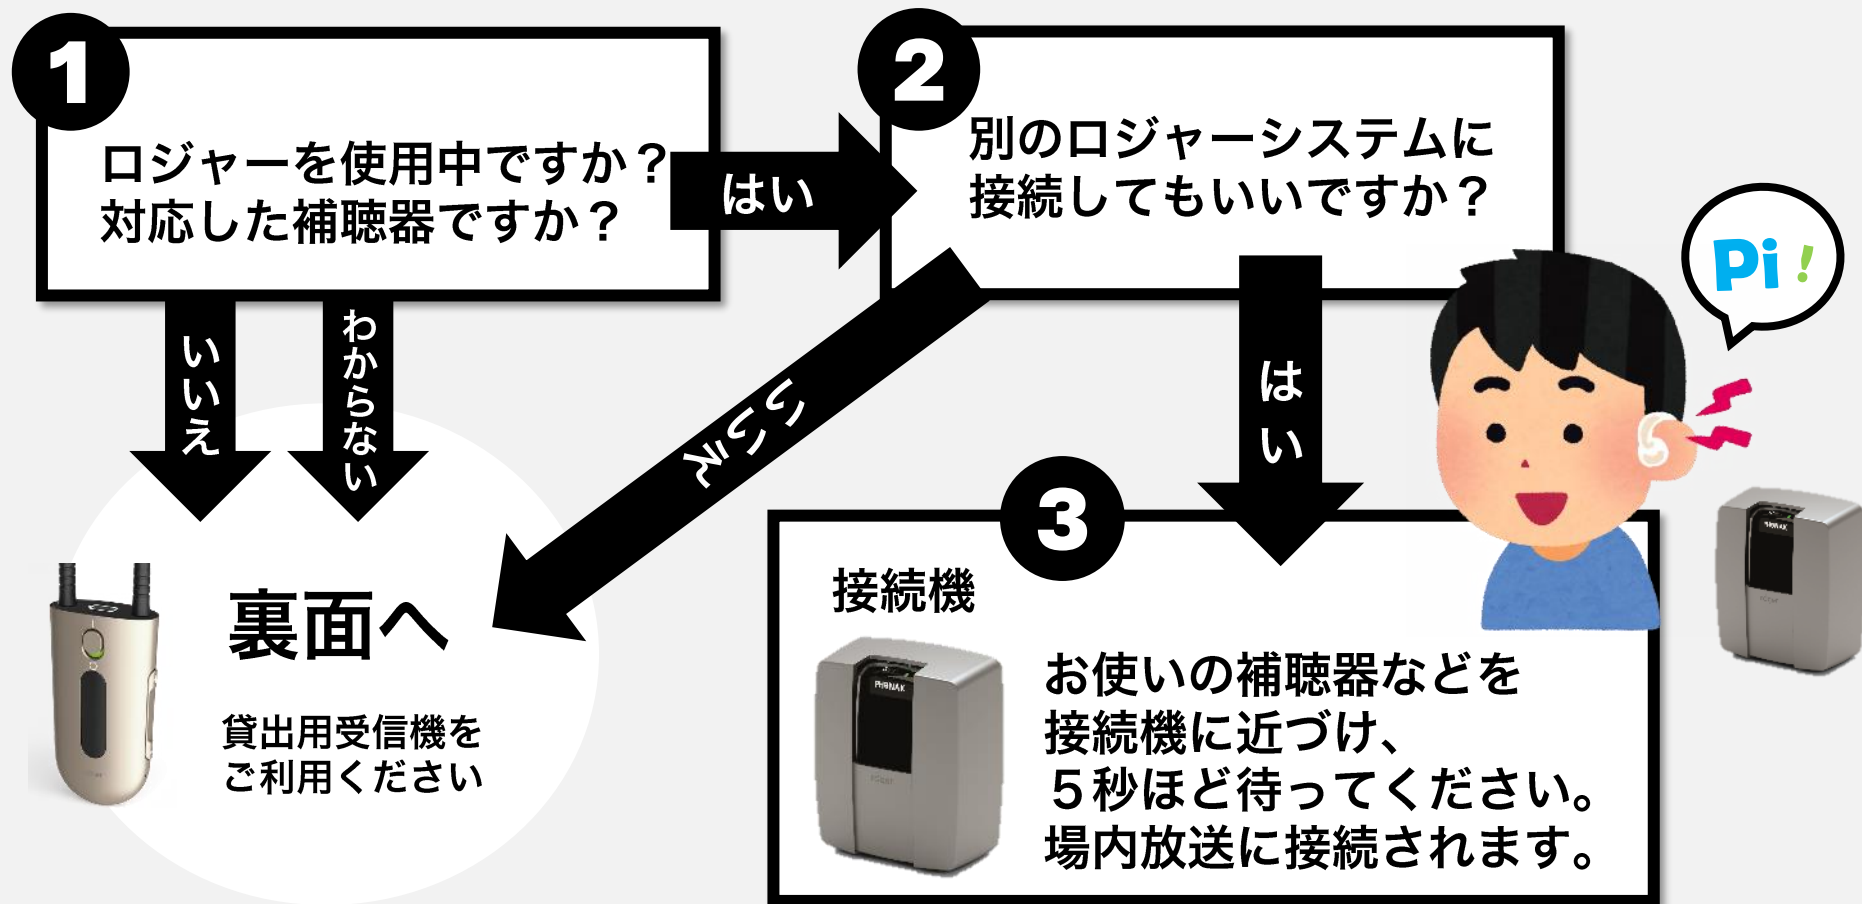 1
ロジャーを使用中ですか？
対応した補聴器ですか？
はい
2
別のロジャーシステムに
接続してもいいですか？
Pi!
いいえ
わからない
いいえ
はい
裏面へ
貸出用受信機を
ご利用ください
3
接続機
PHONAK
お使いの補聴器などを
接続機に近づけ、
５秒ほど待ってください。
場内放送に接続されます。
PHONAK